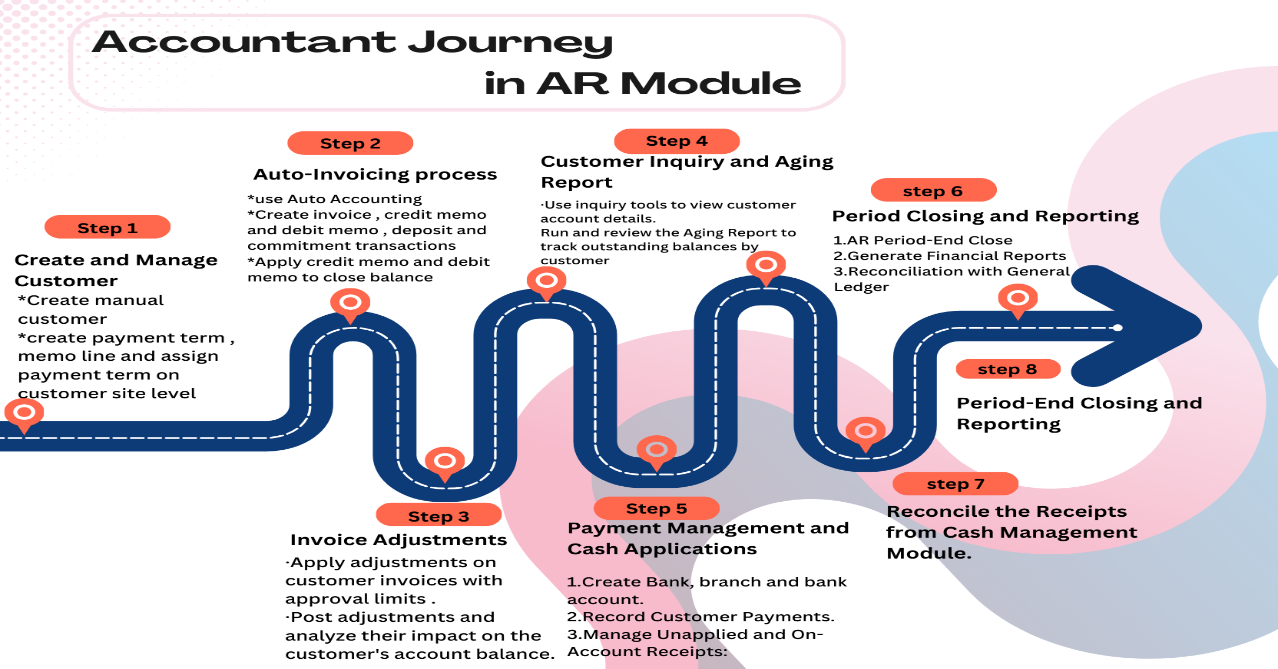 Accountant Journey
in AR Module
Step 1
Create and Manage
Customer
*Create manual
customer
*create payment term ,
memo line and assign
payment term on
customer site level
Step 2
Auto-Invoicing process
*use Auto Accounting
*Create invoice , credit memo
and debit memo , deposit and
commitment transactions
*Apply credit memo and debit
memo to close balance
Step 3
Invoice Adjustments
·Apply adjustments on
customer invoices with
approval limits .
·Post adjustments and
analyze their impact on the
customer's account balance.
Step 4
Customer Inquiry and Aging
Report
·Use inquiry tools to view customer
account details.
Run and review the Aging Report to
track outstanding balances by
customer
Step 5
Payment Management and
Cash Applications
1.Create Bank, branch and bank
account.
2.Record Customer Payments.
3.Manage Unapplied and On-
Account Receipts:
step 6
Period Closing and Reporting
1.AR Period-End Close
2.Generate Financial Reports
3.Reconciliation with General
Ledger
step 7
Reconcile the Receipts
from Cash Management
Module.
step 8
Period-End Closing and
Reporting